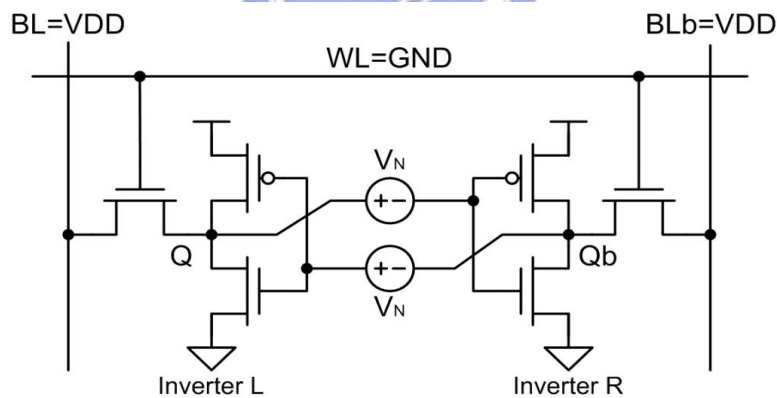 BL=VDD
BLb=VDD
WL=GND
VN
+-
Q
Qb
+-
VN
Inverter L
Inverter R